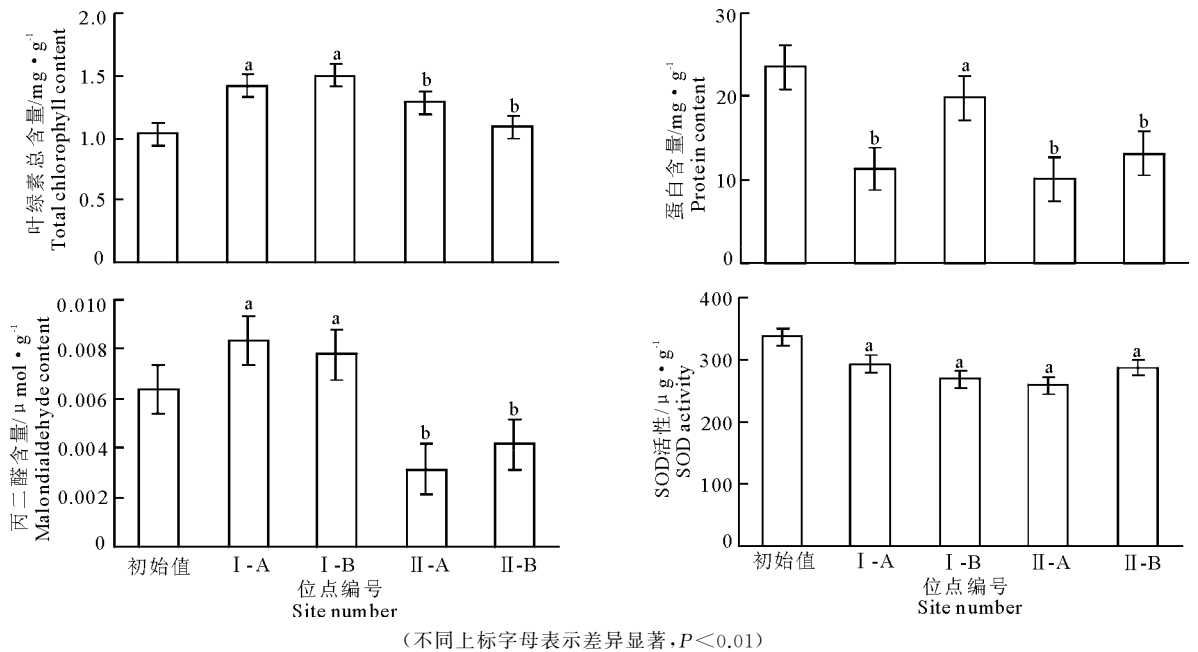 叶绿素总含量/mg·g⁻¹
Total chlorophyll content
2.0
1.5
1.0
0.5
0
a
a
b
b
蛋白含量/mg·g⁻¹
Protein content
30
20
10
0
b
a
b
b
丙二醛含量/μmol·g⁻¹
Malondialdehyde content
0.010
0.008
0.006
0.004
0.002
0
a
a
b
b
初始值 Ⅰ-A Ⅰ-B Ⅱ-A Ⅱ-B
位点编号
Site number
SOD活性/μg·g⁻¹
SOD activity
400
300
200
100
0
a
a
a
a
初始值 Ⅰ-A Ⅰ-B Ⅱ-A Ⅱ-B
位点编号
Site number
(不同上标字母表示差异显著,P<0.01)